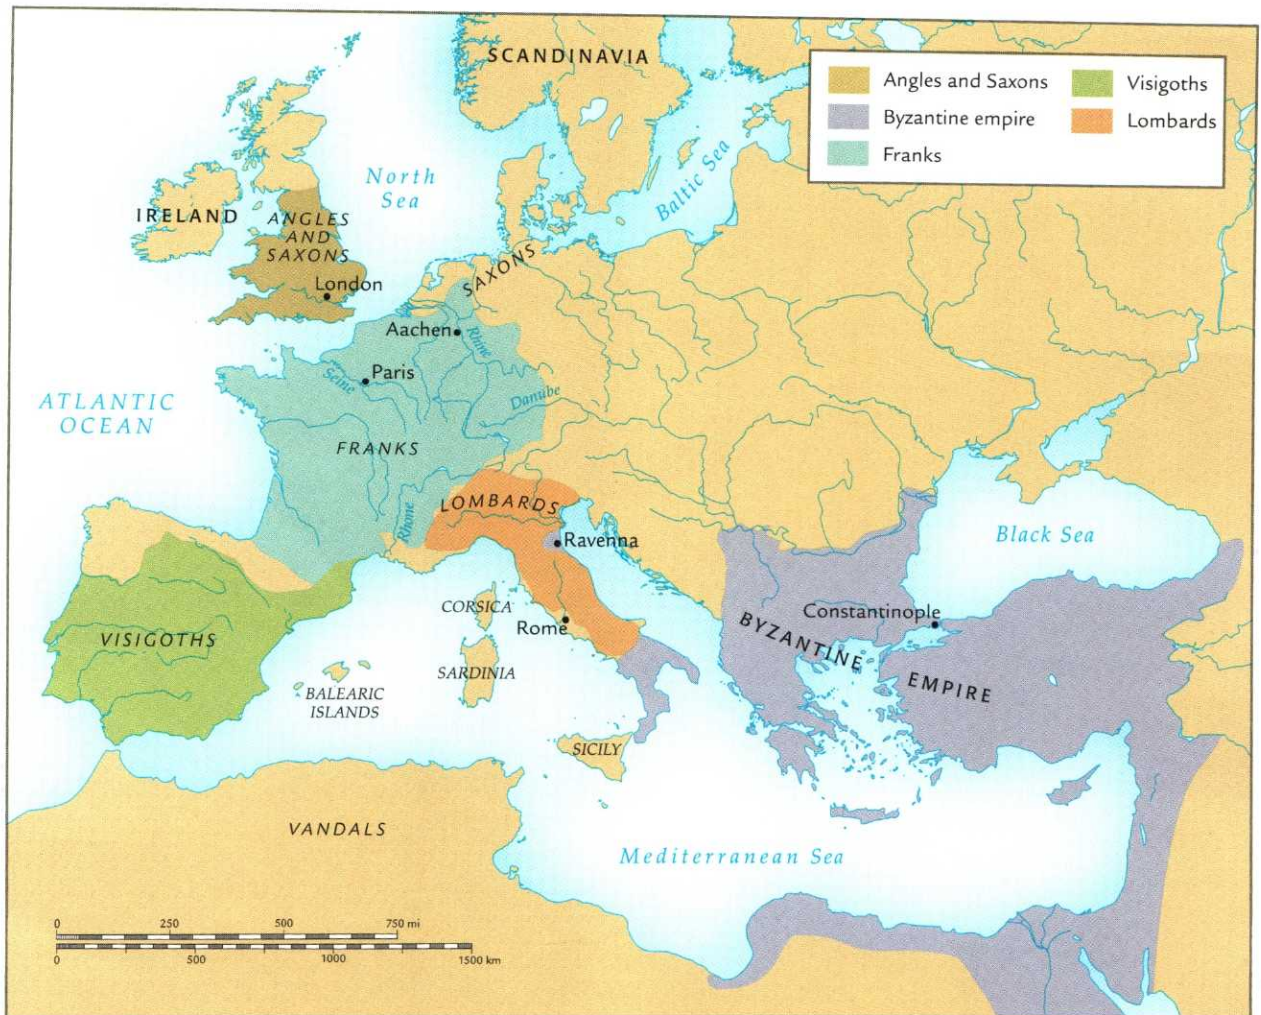 SCANDINAVIA
Angles and Saxons
Byzantine empire
Franks
Visigoths
Lombards
North
Sea
Baltic Sea
IRELAND
ANGLES
AND
SAXONS
London
SAXONS
Aachen
Rhine
Paris
Seine
Danube
ATLANTIC
OCEAN
FRANKS
Rhone
LOMBARDS
Ravenna
Black Sea
CORSICA
Rome
Constantinople
VISIGOTHS
BYZANTINE
EMPIRE
SARDINIA
BALEARIC
ISLANDS
SICILY
VANDALS
Mediterranean Sea
0 250 500 750 mi
0 500 1000 1500 km